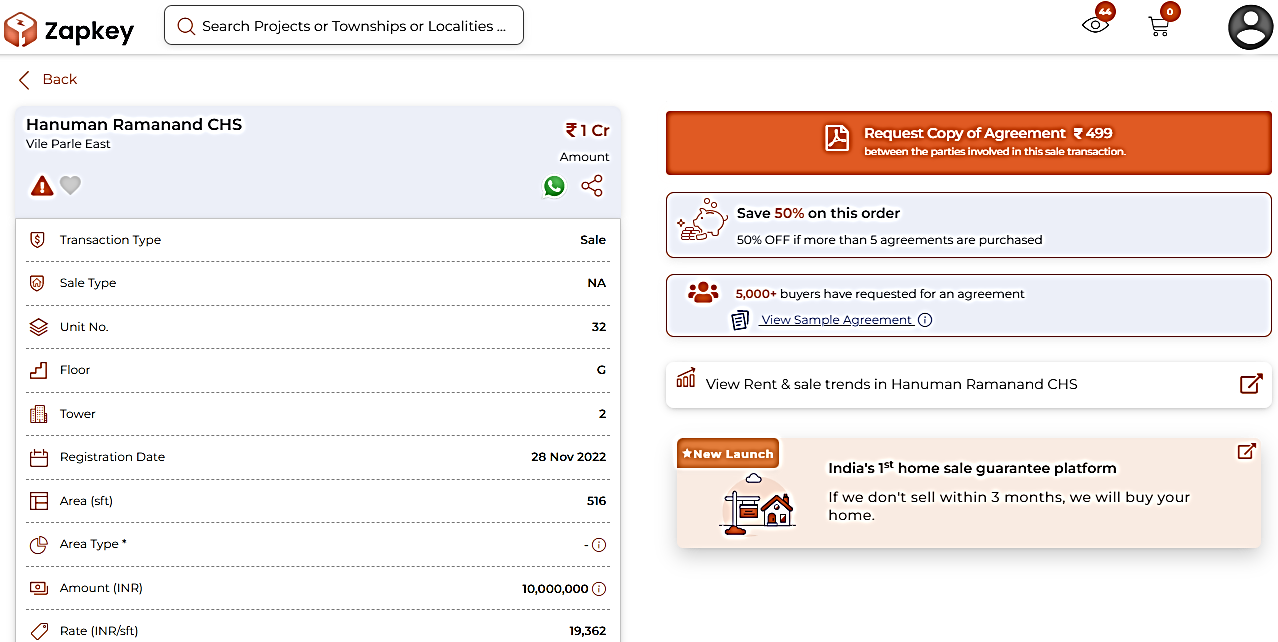 Zapkey
Search Projects or Townships or Localities ...
44
0
Back
Hanuman Ramanand CHS
Vile Parle East
₹ 1 Cr
Amount
Transaction Type Sale
Sale Type NA
Unit No. 32
Floor G
Tower 2
Registration Date 28 Nov 2022
Area (sft) 516
Area Type * -
Amount (INR) 10,000,000
Rate (INR/sft) 19,362
Request Copy of Agreement ₹ 499
between the parties involved in this sale transaction.
Save 50% on this order
50% OFF if more than 5 agreements are purchased
5,000+ buyers have requested for an agreement
View Sample Agreement
View Rent & sale trends in Hanuman Ramanand CHS
New Launch
India's 1st home sale guarantee platform
If we don't sell within 3 months, we will buy your
home.